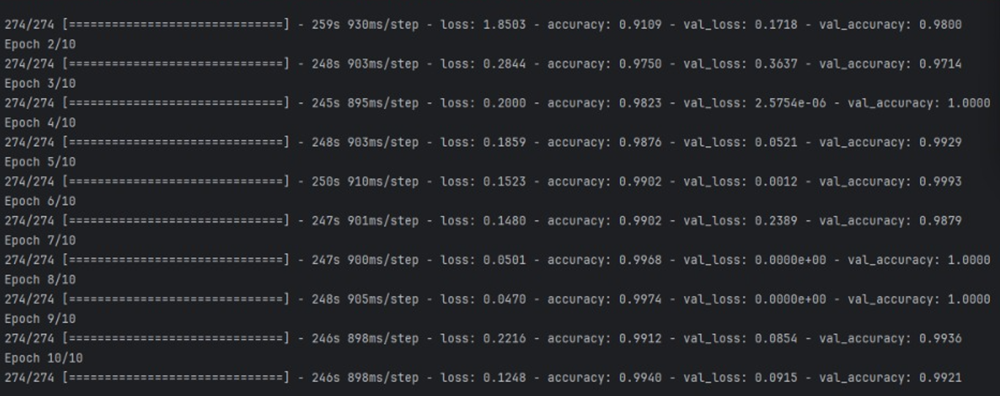 274/274 [==============================] - 259s 930ms/step - loss: 1.8503 - accuracy: 0.9109 - val_loss: 0.1718 - val_accuracy: 0.9800
Epoch 2/10
274/274 [==============================] - 248s 903ms/step - loss: 0.2844 - accuracy: 0.9750 - val_loss: 0.3637 - val_accuracy: 0.9714
Epoch 3/10
274/274 [==============================] - 245s 895ms/step - loss: 0.2000 - accuracy: 0.9823 - val_loss: 2.5754e-06 - val_accuracy: 1.0000
Epoch 4/10
274/274 [==============================] - 248s 903ms/step - loss: 0.1859 - accuracy: 0.9876 - val_loss: 0.0521 - val_accuracy: 0.9929
Epoch 5/10
274/274 [==============================] - 250s 910ms/step - loss: 0.1523 - accuracy: 0.9902 - val_loss: 0.0012 - val_accuracy: 0.9993
Epoch 6/10
274/274 [==============================] - 247s 901ms/step - loss: 0.1480 - accuracy: 0.9902 - val_loss: 0.2389 - val_accuracy: 0.9879
Epoch 7/10
274/274 [==============================] - 247s 900ms/step - loss: 0.0501 - accuracy: 0.9968 - val_loss: 0.0000e+00 - val_accuracy: 1.0000
Epoch 8/10
274/274 [==============================] - 248s 905ms/step - loss: 0.0470 - accuracy: 0.9974 - val_loss: 0.0000e+00 - val_accuracy: 1.0000
Epoch 9/10
274/274 [==============================] - 246s 898ms/step - loss: 0.2216 - accuracy: 0.9912 - val_loss: 0.0854 - val_accuracy: 0.9936
Epoch 10/10
274/274 [==============================] - 246s 898ms/step - loss: 0.1248 - accuracy: 0.9940 - val_loss: 0.0915 - val_accuracy: 0.9921